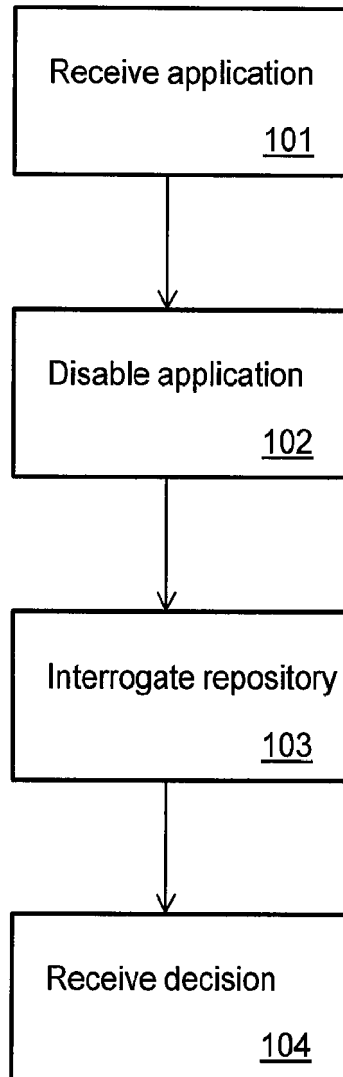 Receive application
101
Disable application
102
Interrogate repository
103
Receive decision
104